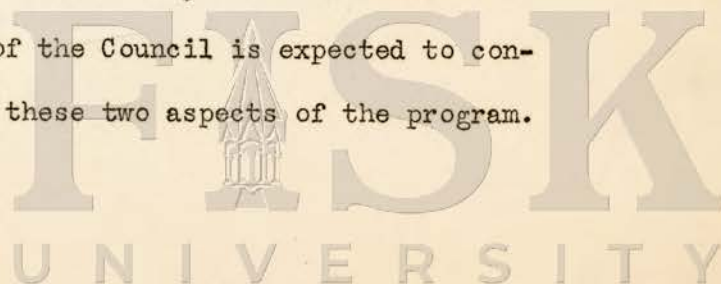 of the Council is expected to con-
these two aspects of the program.
FISK
UNIVERSITY